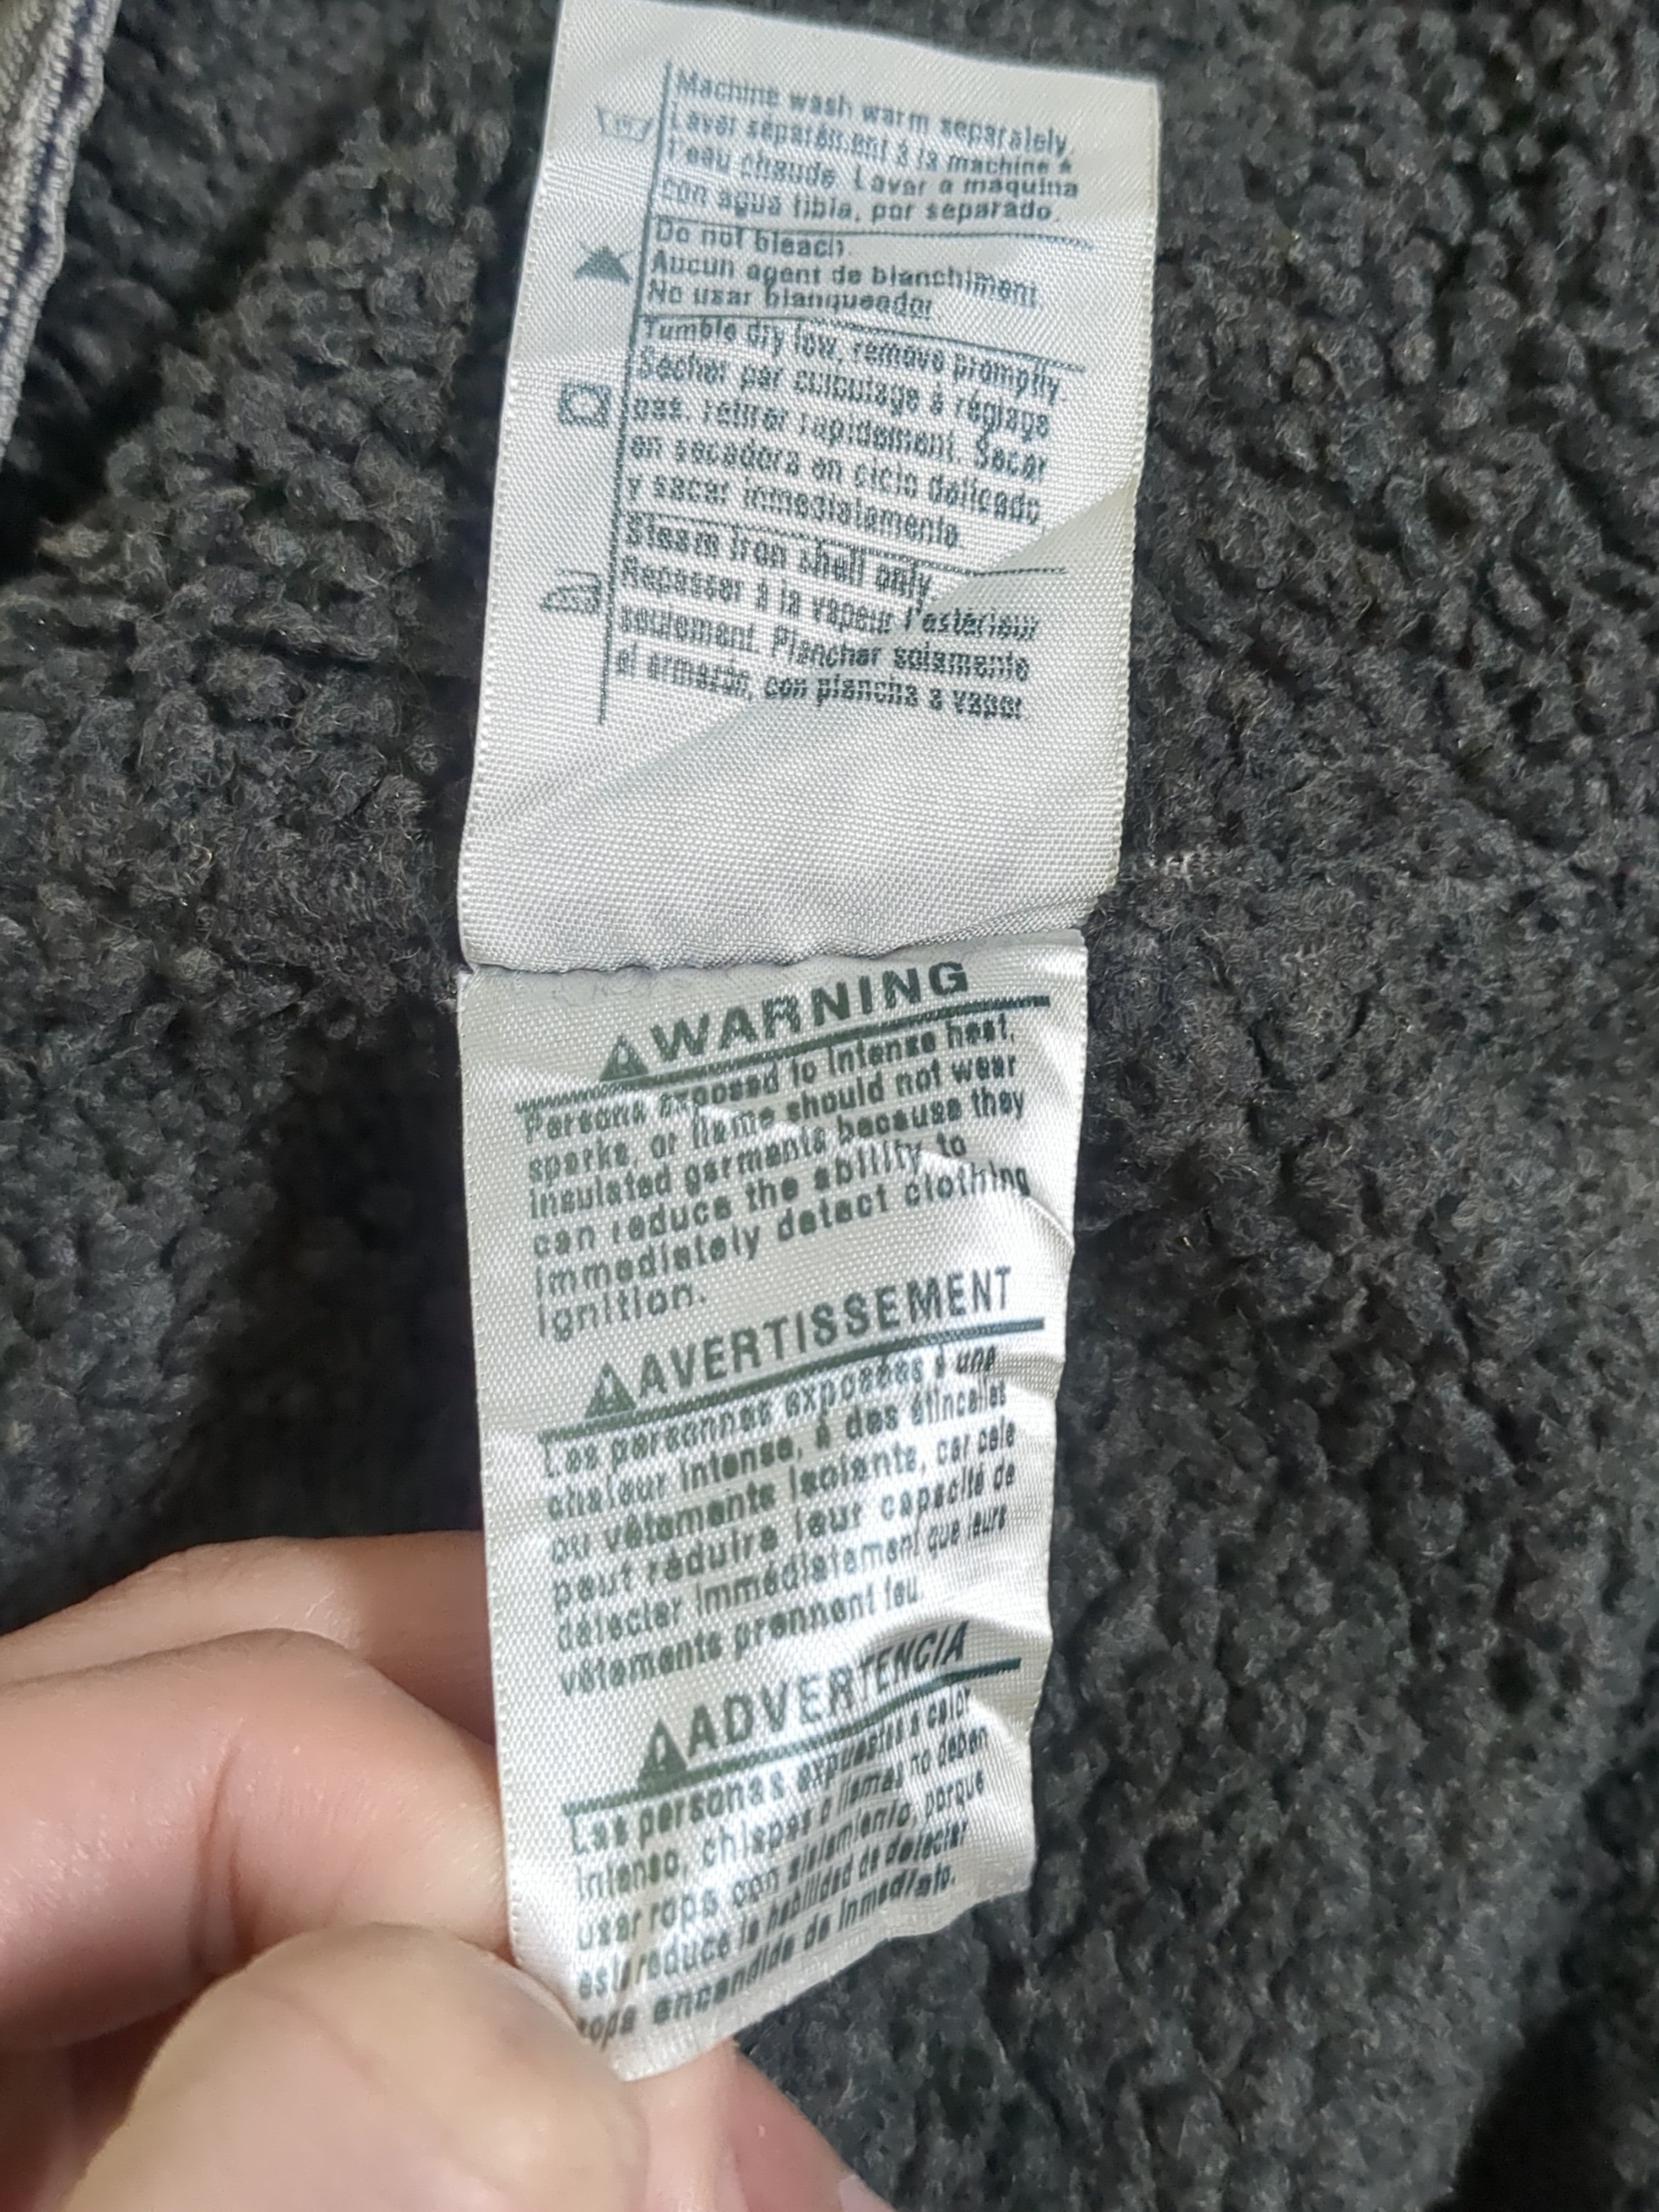 Machine wash warm separately.
Laver séparément à la machine à
l'eau chaude. Lavar a maquina
con agua tibia, por separado.
Do not bleach
Aucun agent de blanchiment
No usar blanqueador.
Tumble dry low, remove promptly
Sécher par culbutage à réglage
bas. retirer rapidement. Secar
en secadora en ciclo delicado
y sacar inmediatamente.
Steam iron shell only
Repasser à la vapeur l'extérieur
seulement. Planchar solamente
el armazón, con plancha a vapor
WARNING
Persons exposed to intense heat,
sparks, or flame should not wear
insulated garments because they
can reduce the ability to
immediately detect clothing
ignition.
AVERTISSEMENT
Les personnes exposées à une
chaleur intense, à des étincelles
ou vêtements isolants, car cele
peut réduire leur capacité de
détecter immédiatement que leurs
vêtements prennent feu
ADVERTENCIA
Las personas expuestas a calor
intenso, chispas o llamas no deben
usar ropa con aislamiento, porque
esta reduce la habilidad de detectar
ropa encendida de inmediato.